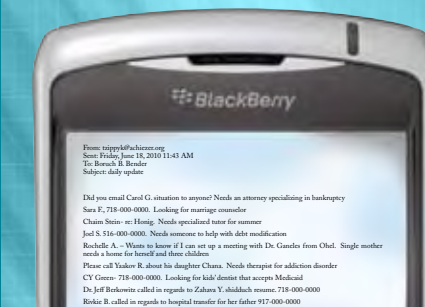 BlackBerry
From: tzippyk@achiezer.org
Sent: Friday, June 18, 2010 11:43 AM
To: Boruch B. Bender
Subject: daily update
Did you email Carol G. situation to anyone? Needs an attorney specializing in bankruptcy
Sara F., 718-000-0000. Looking for marriage counselor
Chaim Stein- re: Honig. Needs specialized tutor for summer
Joel S. 516-000-0000. Needs someone to help with debt modification
Rochelle A. – Wants to know if I can set up a meeting with Dr. Ganeles from Ohel. Single mother
needs a home for herself and three children
Please call Yaakov R. about his daughter Chana. Needs therapist for addiction disorder
CY Green- 718-000-0000. Looking for kids' dentist that accepts Medicaid
Dr. Jeff Berkowitz called in regards to Zahava Y. shidduch resume. 718-000-0000
Rivkie B. called in regards to hospital transfer for her father 917-000-0000